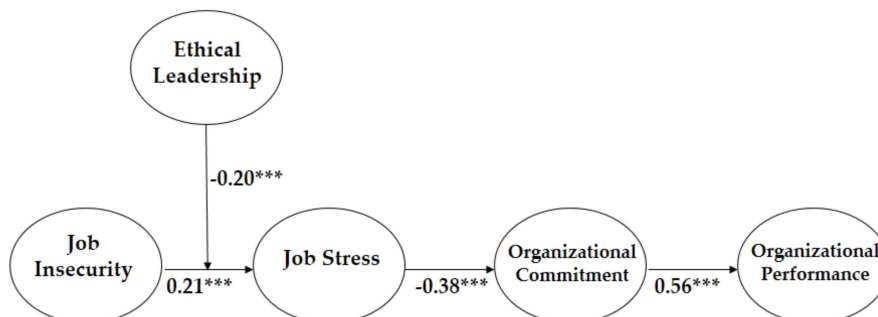 Ethical
Leadership
-0.20***
Job
Insecurity
0.21***
Job Stress
-0.38***
Organizational
Commitment
0.56***
Organizational
Performance